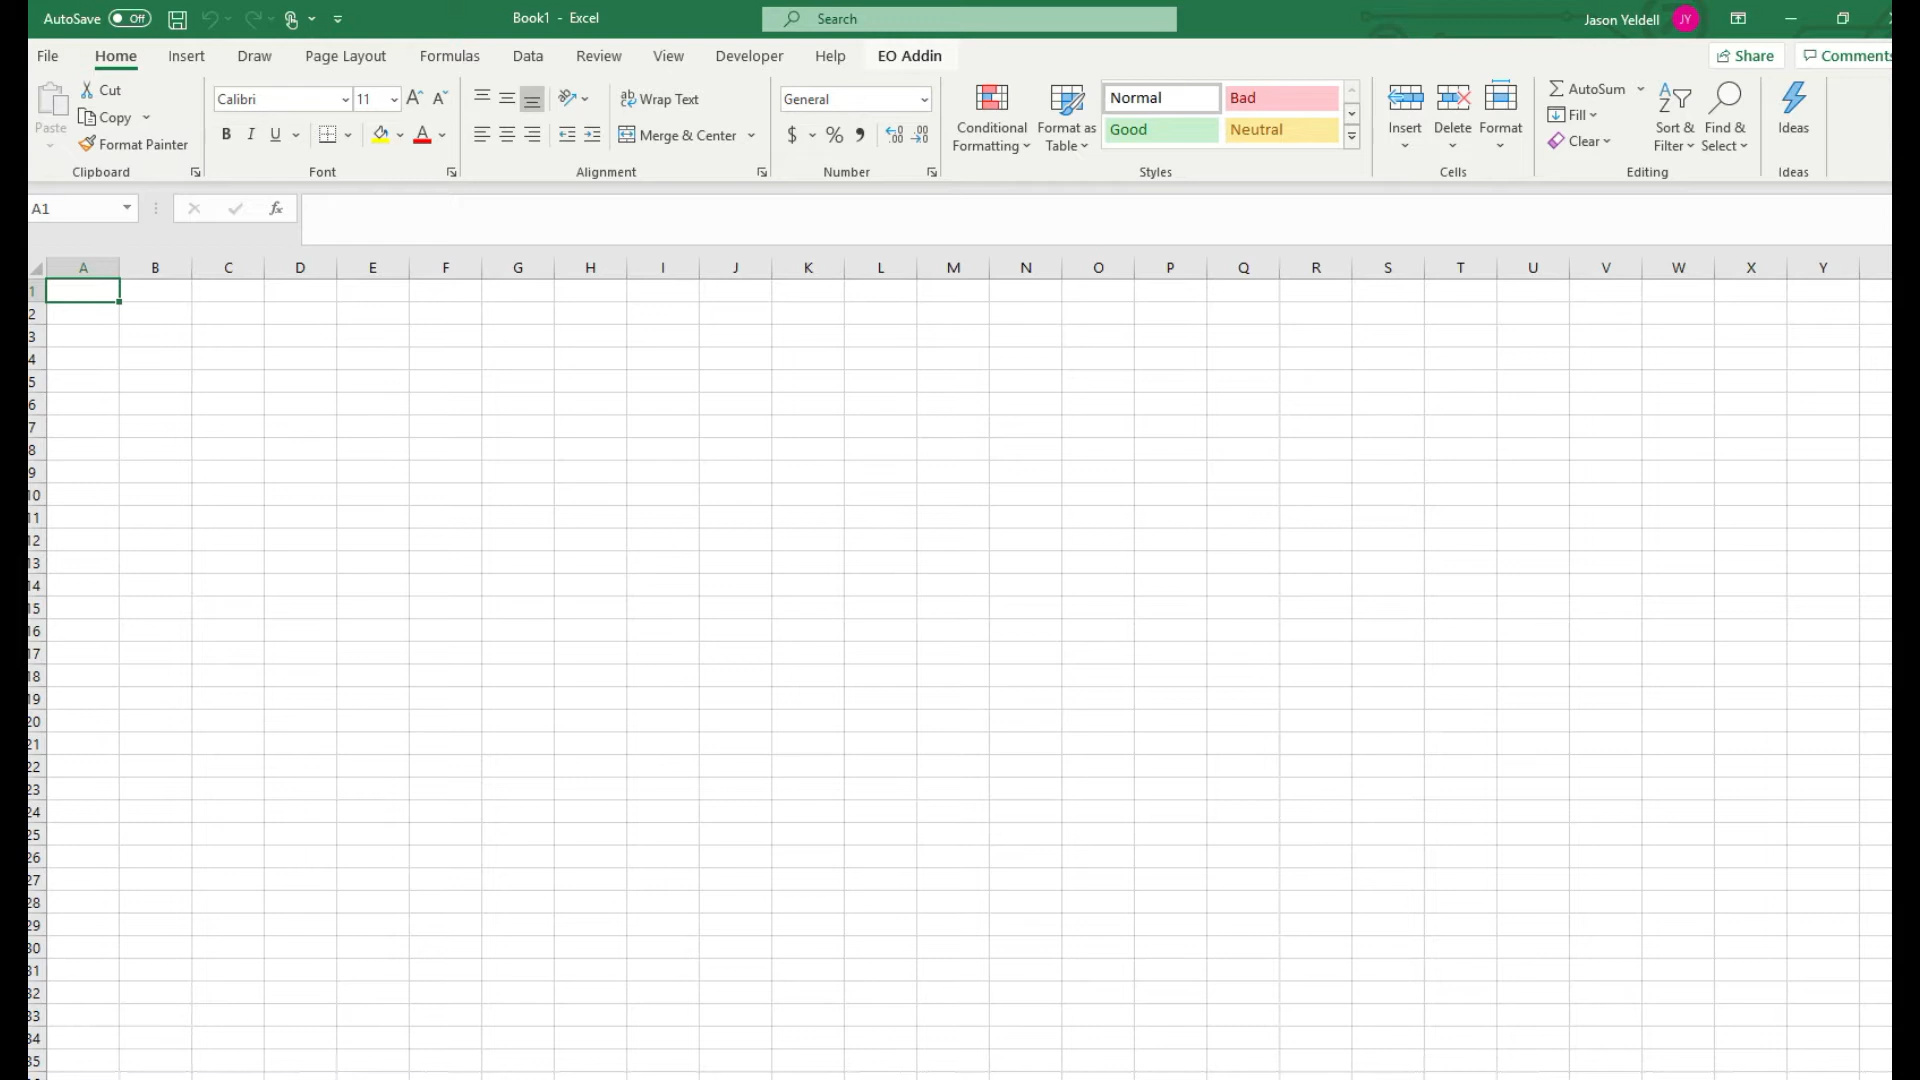 AutoSave Off Book1 - Excel Search Jason Yeldell JY
File Home Insert Draw Page Layout Formulas Data Review View Developer Help EO Addin Share Comments
Paste Cut Copy Format Painter Clipboard
Calibri 11 B I U A Font
Wrap Text Merge & Center Alignment
General $ % Number
Conditional Formatting Format as Table Normal Bad Good Neutral Styles
Insert Delete Format Cells
AutoSum Fill Clear Sort & Filter Find & Select Editing
Ideas Ideas
A1 fx
A B C D E F G H I J K L M N O P Q R S T U V W X Y
1
2
3
4
5
6
7
8
9
10
11
12
13
14
15
16
17
18
19
20
21
22
23
24
25
26
27
28
29
30
31
32
33
34
35